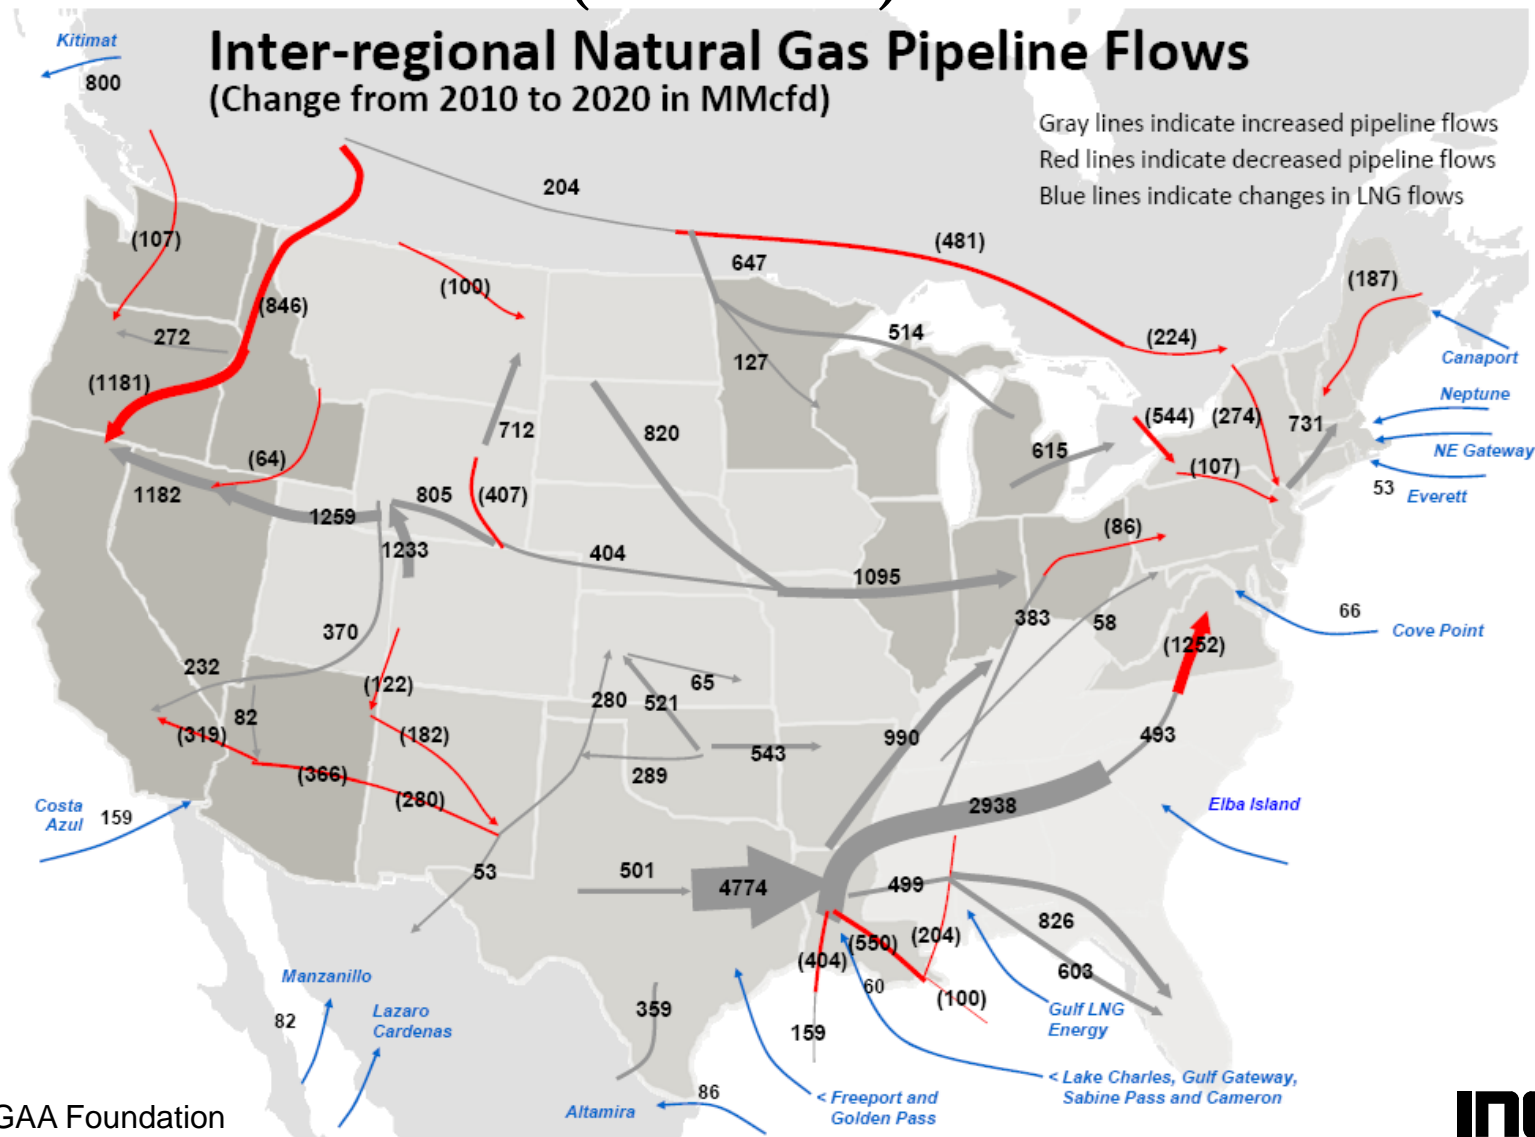 Inter-regional Natural Gas Pipeline Flows
(Change from 2010 to 2020 in MMcfd)
Gray lines indicate increased pipeline flows
Red lines indicate decreased pipeline flows
Blue lines indicate changes in LNG flows
Kitimat
800
204
(107)
(481)
647
(187)
(100)
(846)
272
514
(224)
127
Canaport
(1181)
Neptune
712
820
(544)
(274)
731
615
NE Gateway
(64)
(107)
1182
805
(407)
53
Everett
1259
(86)
1233
404
1095
383
58
66
Cove Point
370
(1252)
232
(122)
280
521
65
82
(319)
(182)
543
990
493
(366)
289
(280)
2938
Elba Island
Costa
Azul
159
53
501
4774
499
826
(204)
(550)
(404)
603
60
(100)
Manzanillo
82
Lazaro
Cardenas
359
159
Gulf LNG
Energy
< Lake Charles, Gulf Gateway,
Sabine Pass and Cameron
86
< Freeport and
Golden Pass
Altamira
GAA Foundation